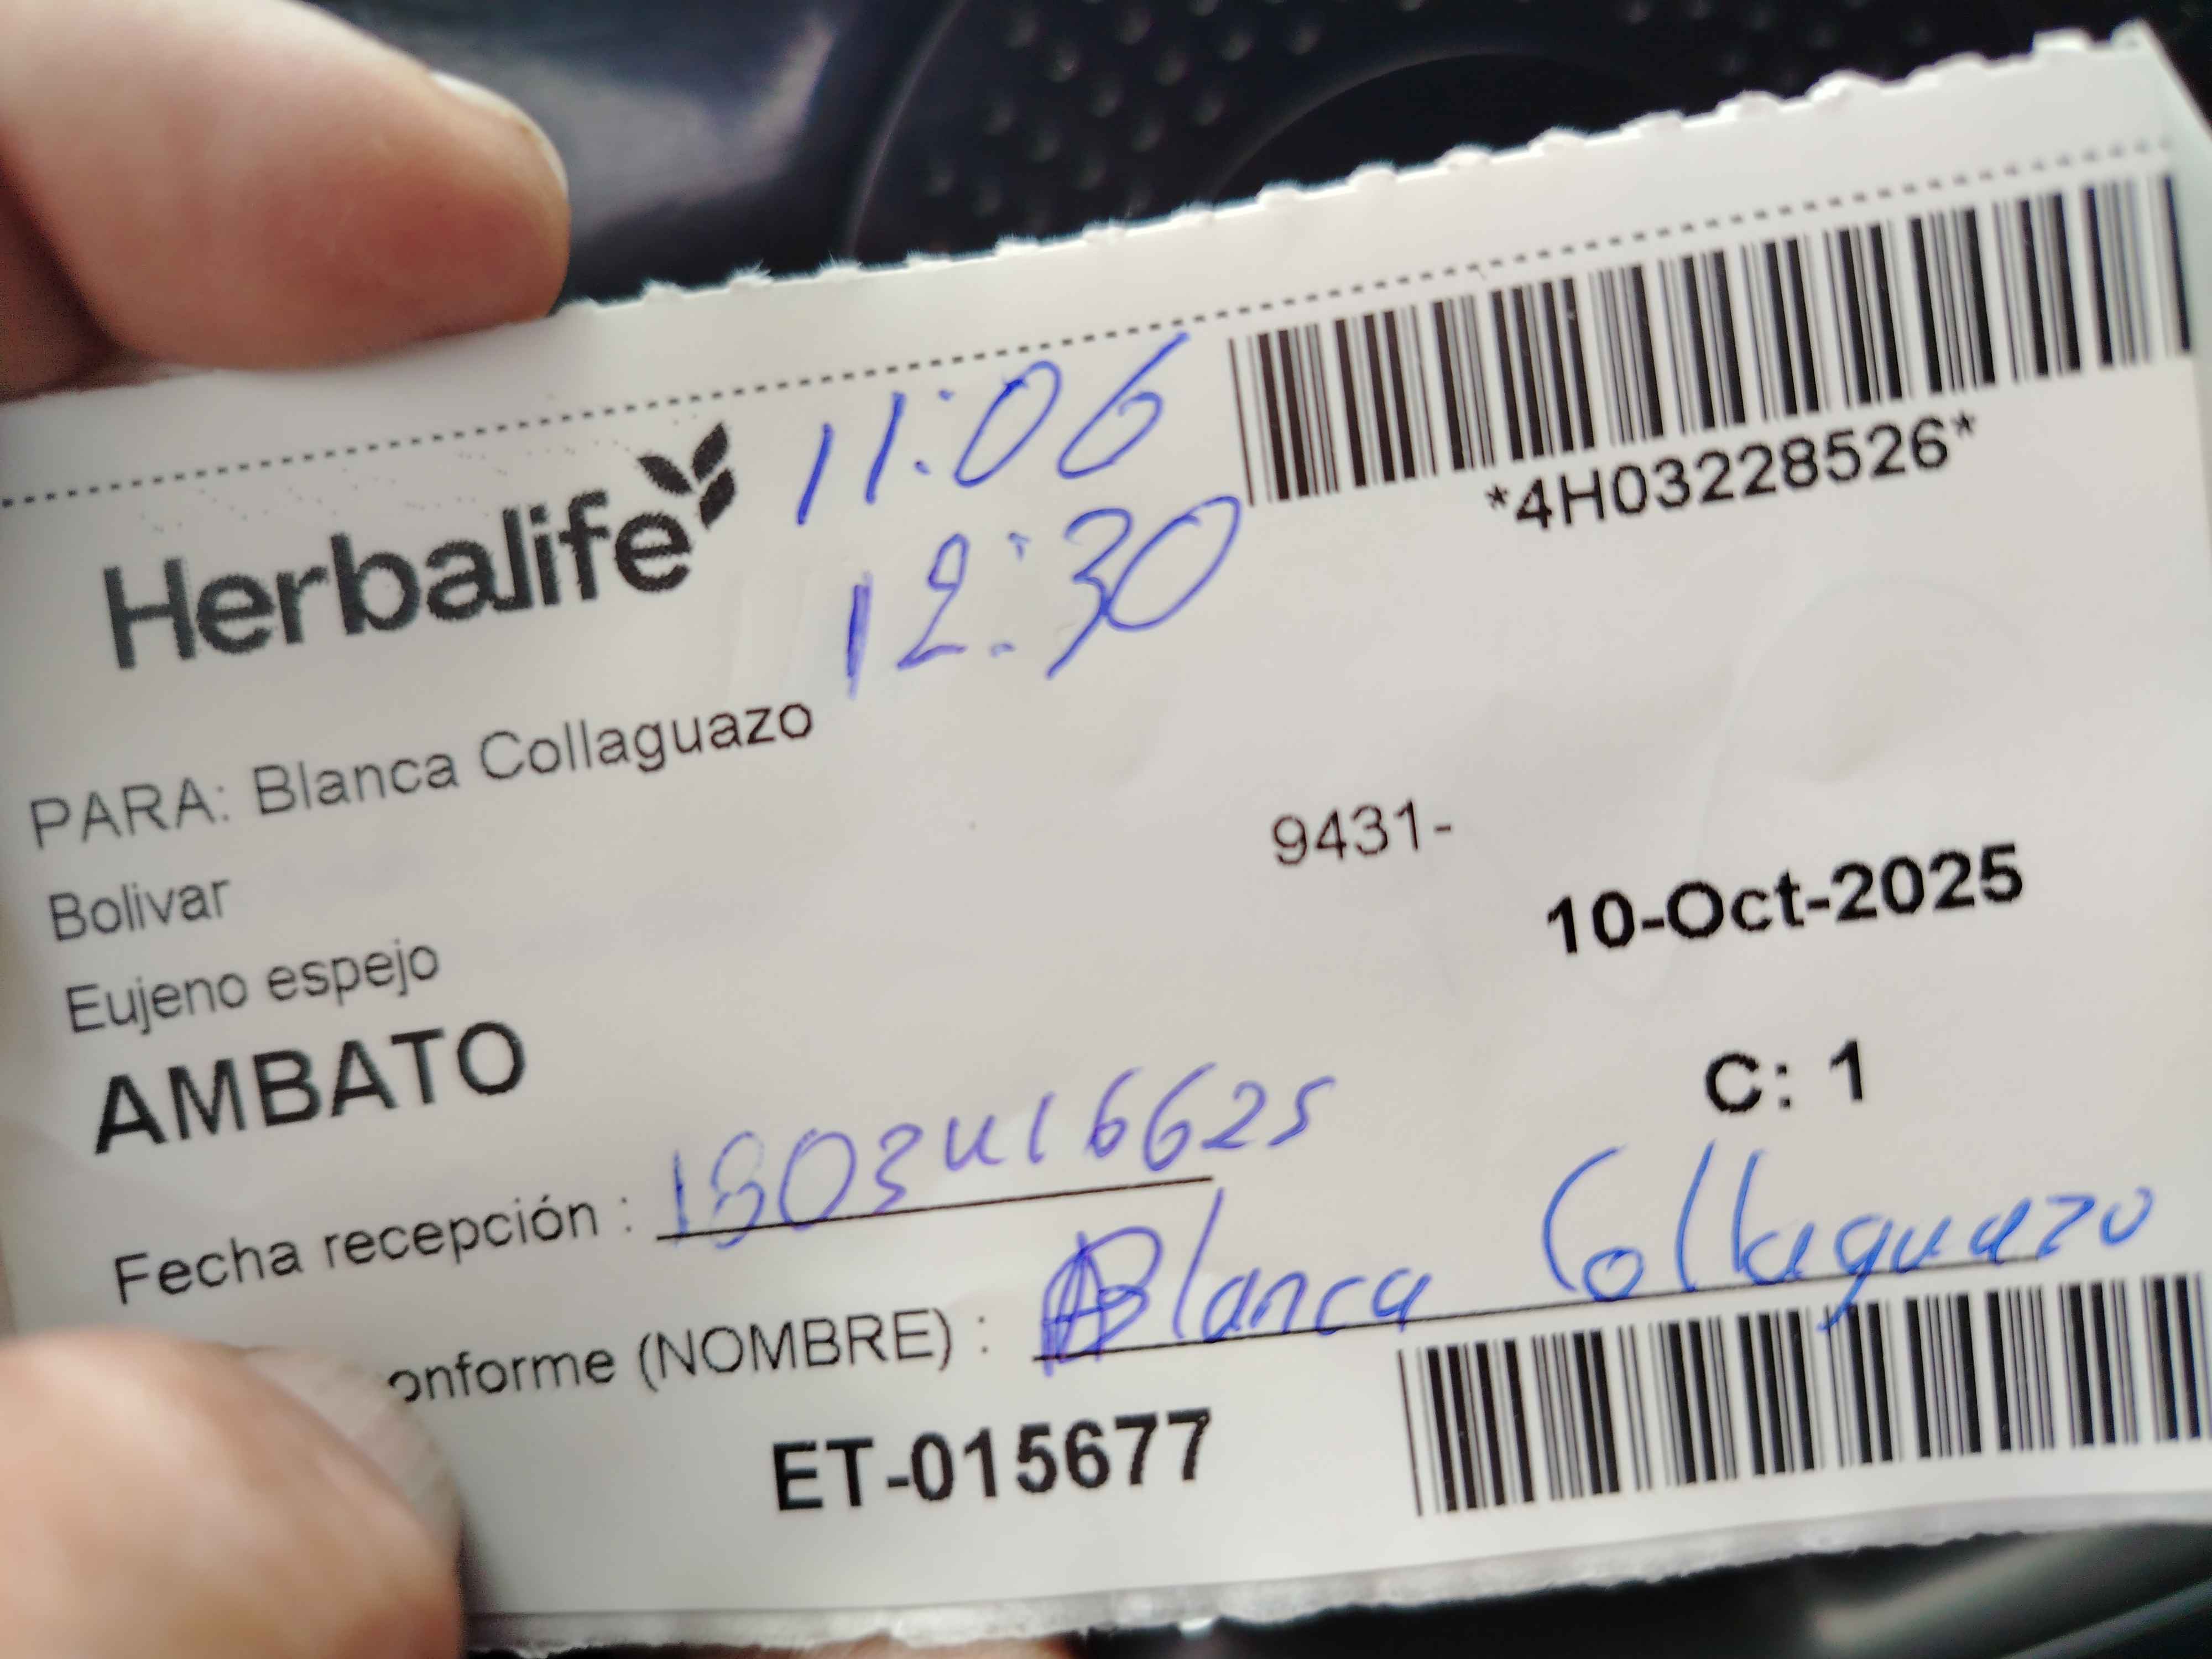 Herbalife
11:06
*4H03228526*
12:30
PARA: Blanca Collaguazo
9431-
Bolivar
10-Oct-2025
Eujeno espejo
AMBATO
C: 1
Fecha recepción : 1803416625
onforme (NOMBRE) : Blanca Collaguazo
ET-015677